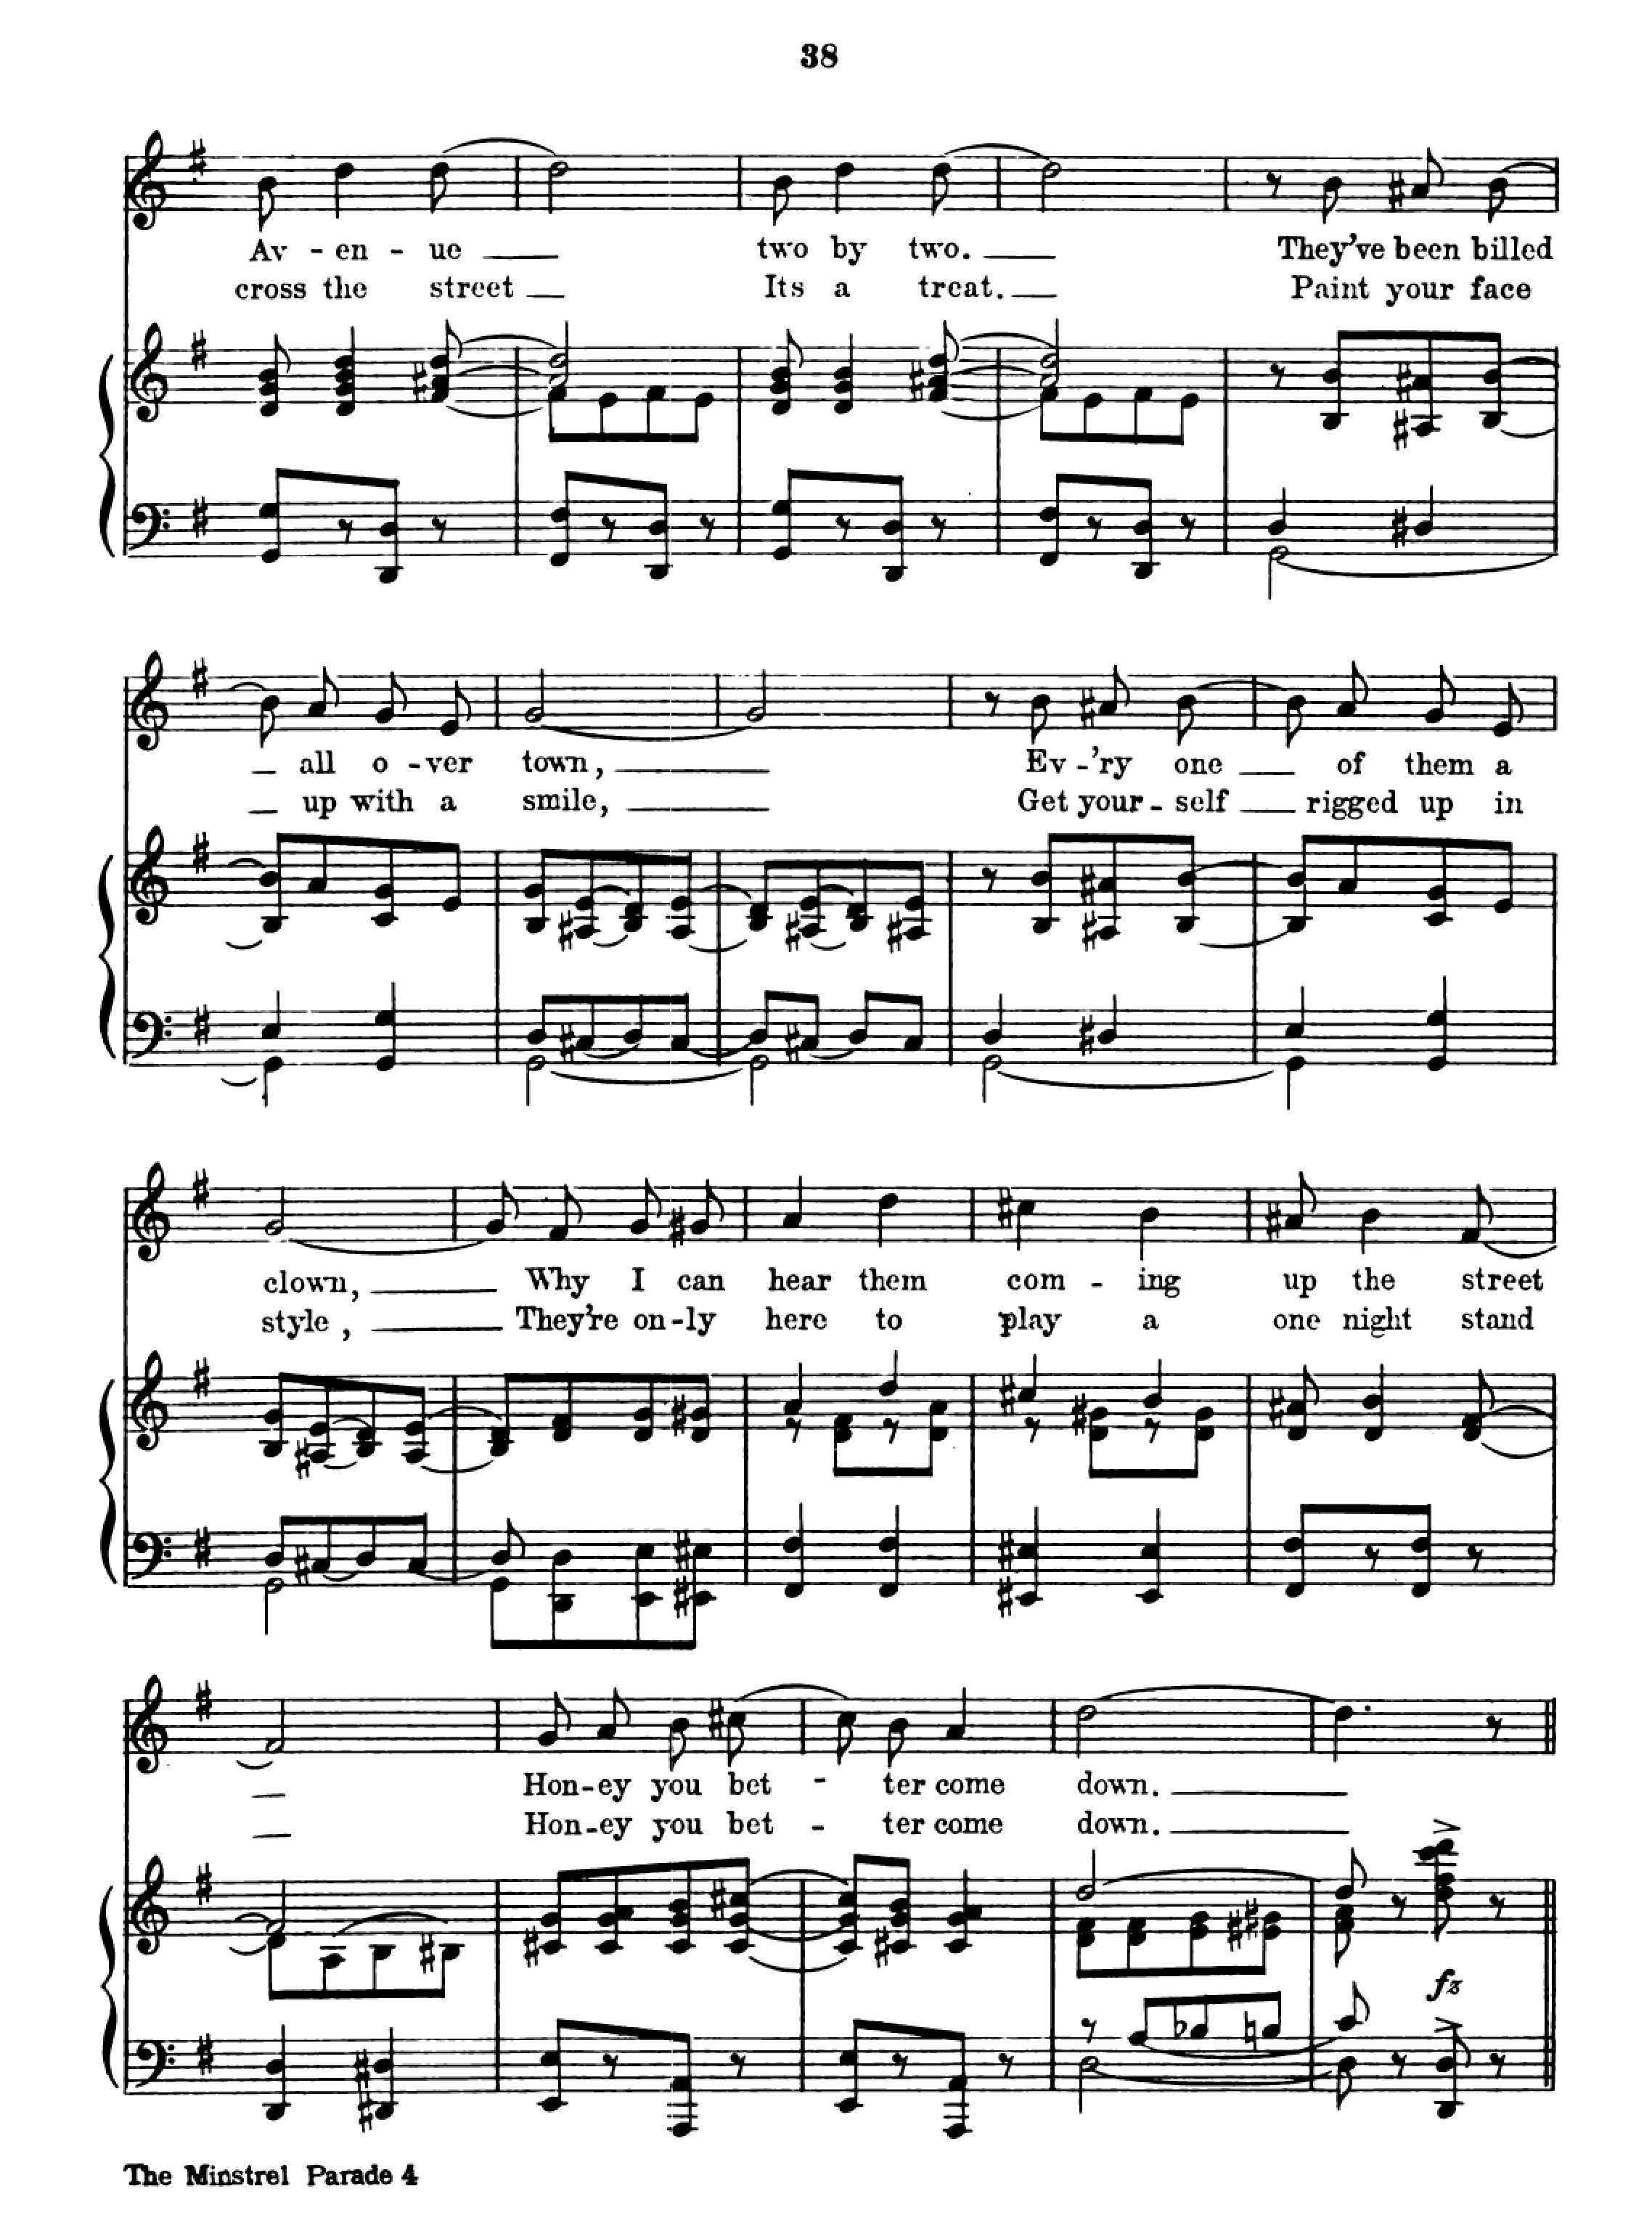 38
Av - en - ue two by two. They've been billed
cross the street Its a treat. Paint your face
all o - ver town, Ev - 'ry one of them a
up with a smile, Get your - self rigged up in
clown, Why I can hear them com - ing up the street
style, They're on - ly here to play a one night stand
Hon - ey you bet - ter come down.
Hon - ey you bet - ter come down.
fz
The Minstrel Parade 4